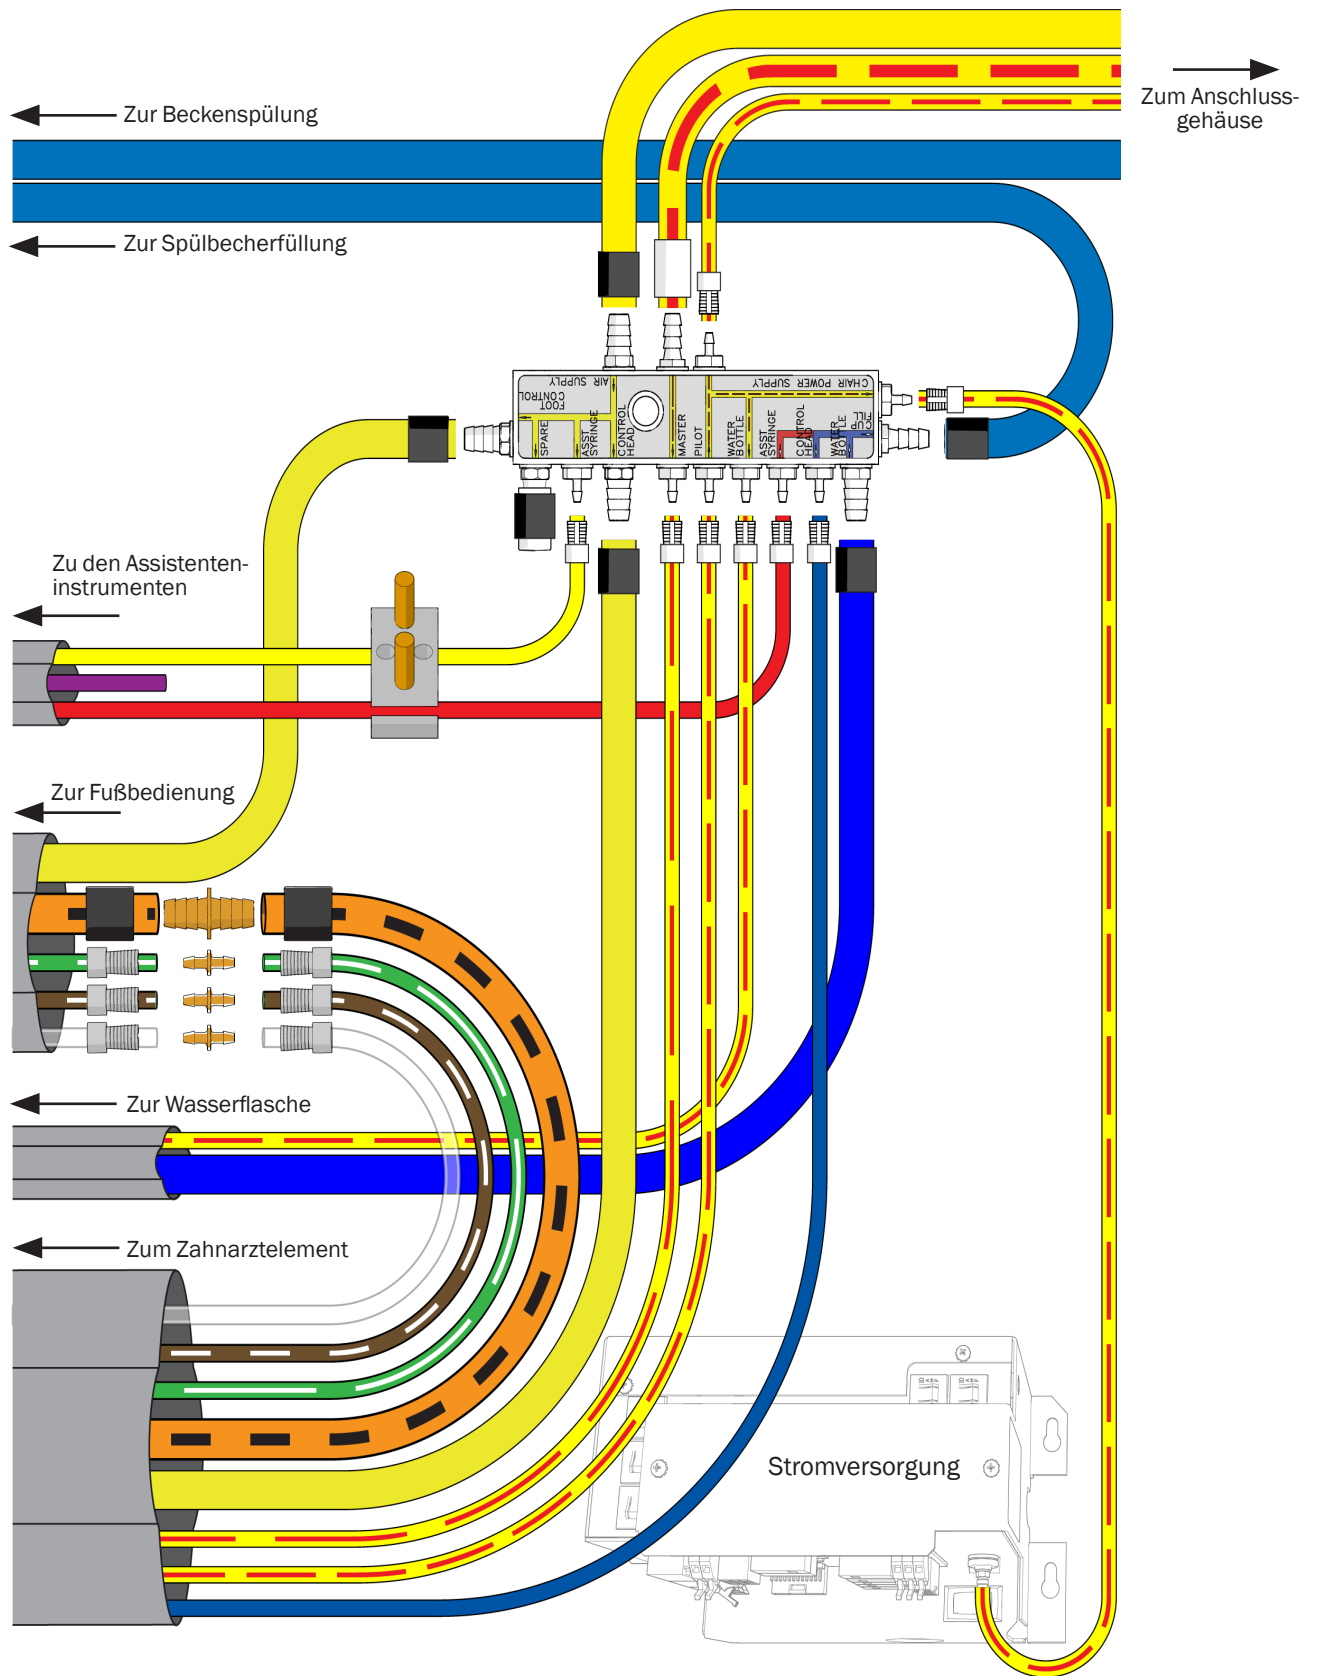 Zum Anschluss-
gehäuse
Zur Beckenspülung
Zur Spülbecherfüllung
AIR SUPPLY
CHAIR POWER SUPPLY
FOOT
CONTROL
CUP
FILL
SPARE
ASST
SYRINGE
CONTROL
HEAD
MASTER
PILOT
WATER
BOTTLE
ASST
SYRINGE
CONTROL
HEAD
WATER
BOTTLE
Zu den Assistenten-
instrumenten
Zur Fußbedienung
Zur Wasserflasche
Zum Zahnarztelement
Stromversorgung